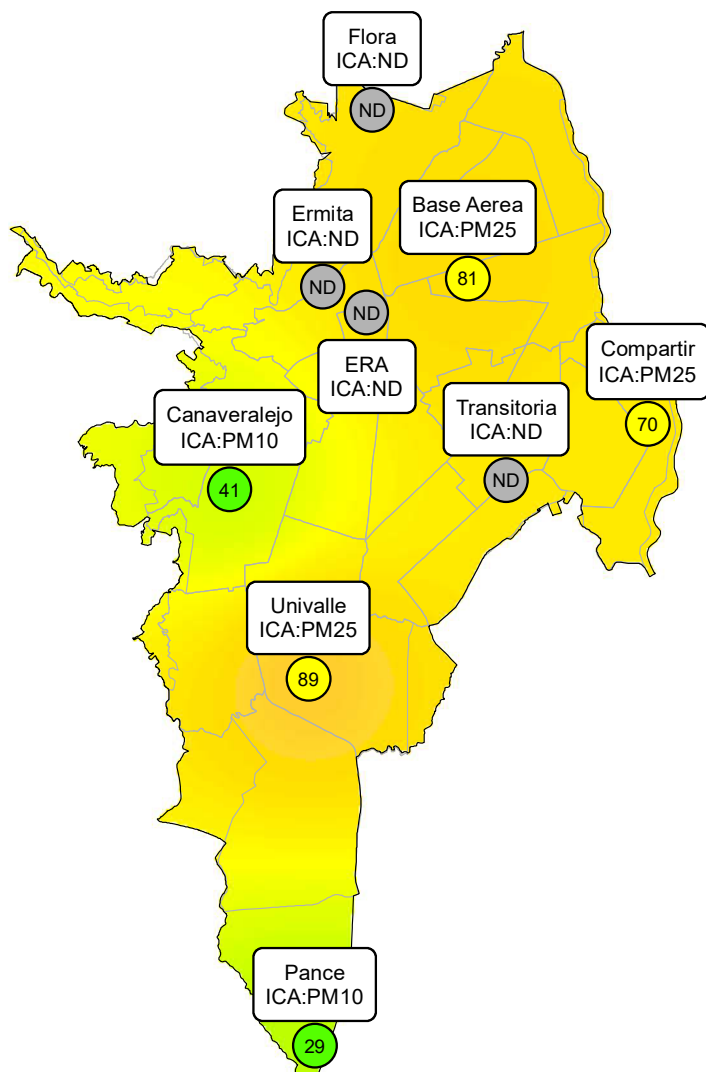 Flora
ICA:ND
ND
Ermita
ICA:ND
ND
Base Aerea
ICA:PM25
81
ND
ERA
ICA:ND
Compartir
ICA:PM25
70
Canaveralejo
ICA:PM10
41
Transitoria
ICA:ND
ND
Univalle
ICA:PM25
89
Pance
ICA:PM10
29